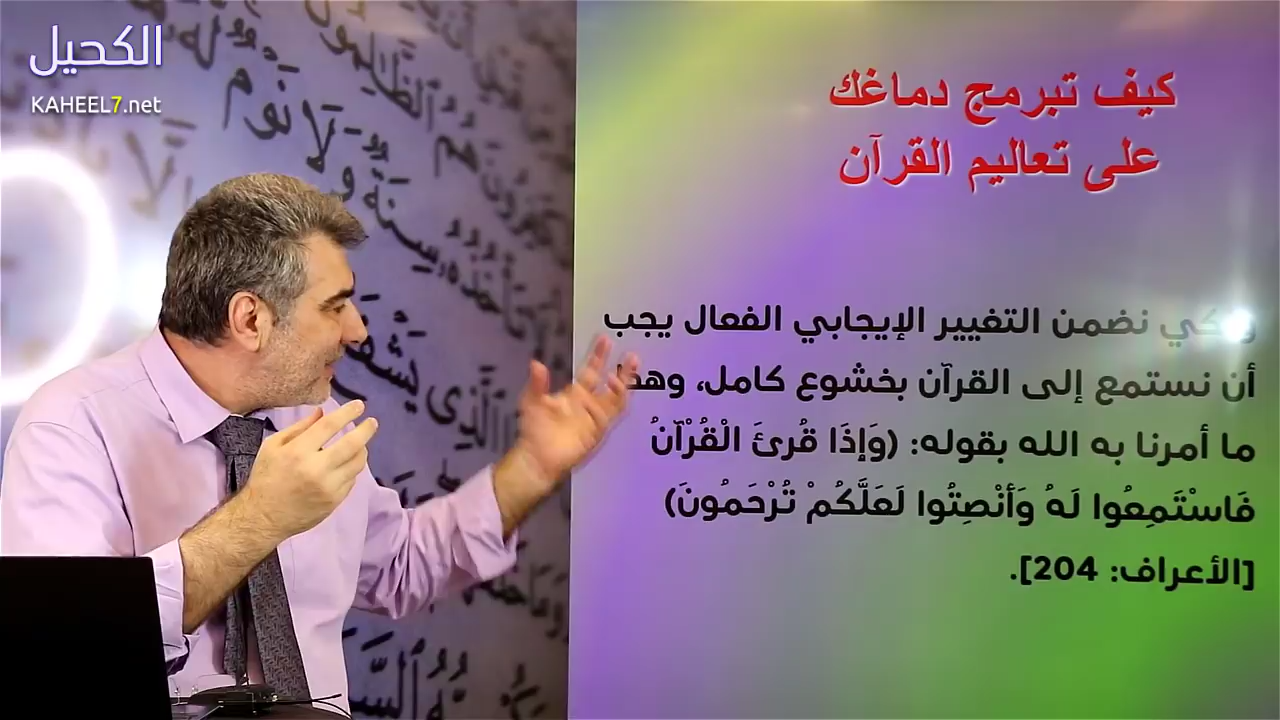 الكحيل
KAHEEL7.net
كيف تبرمج دماغك
على تعاليم القرآن
نضمن التغيير الإيجابي الفعال يجب
أن نستمع إلى القرآن بخشوع كامل، وهذا
ما أمرنا به الله بقوله: (وَإِذَا قُرِئَ الْقُرْآنُ
فَاسْتَمِعُوا لَهُ وَأَنْصِتُوا لَعَلَّكُمْ تُرْحَمُونَ)
[الأعراف: 204].
سِنَةٌ وَلَا نَوْمٌ
ٱلَّذِي يَشْفَعُ